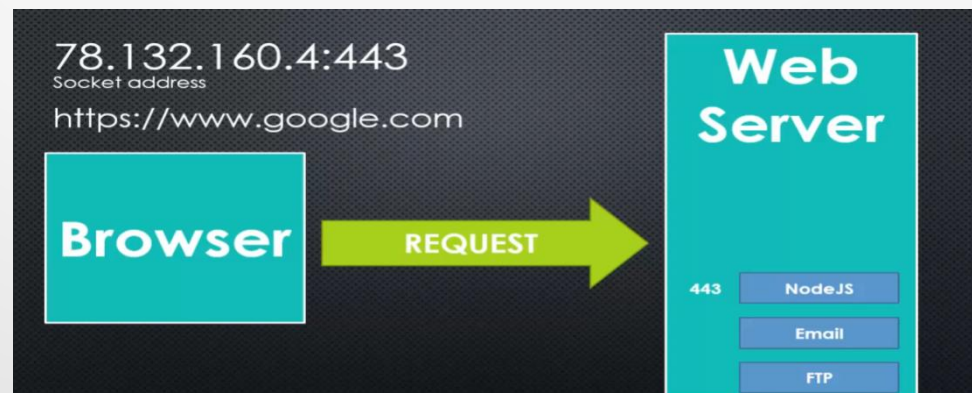 78.132.160.4:443
Socket address
https://www.google.com
Browser
REQUEST
Web
Server
443 NodeJS
Email
FTP